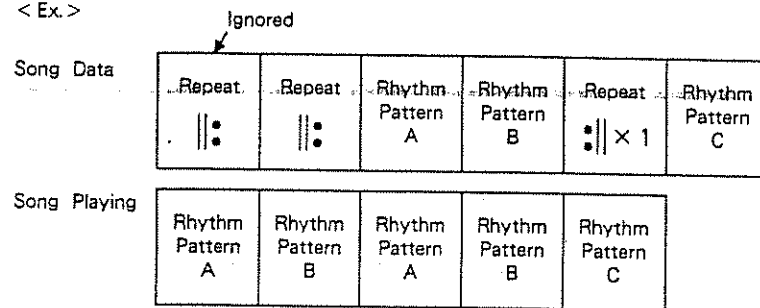 < Ex. >
Ignored
Song Data
Repeat Repeat Rhythm Pattern A Rhythm Pattern B Repeat × 1 Rhythm Pattern C
Song Playing
Rhythm Pattern A Rhythm Pattern B Rhythm Pattern A Rhythm Pattern B Rhythm Pattern C